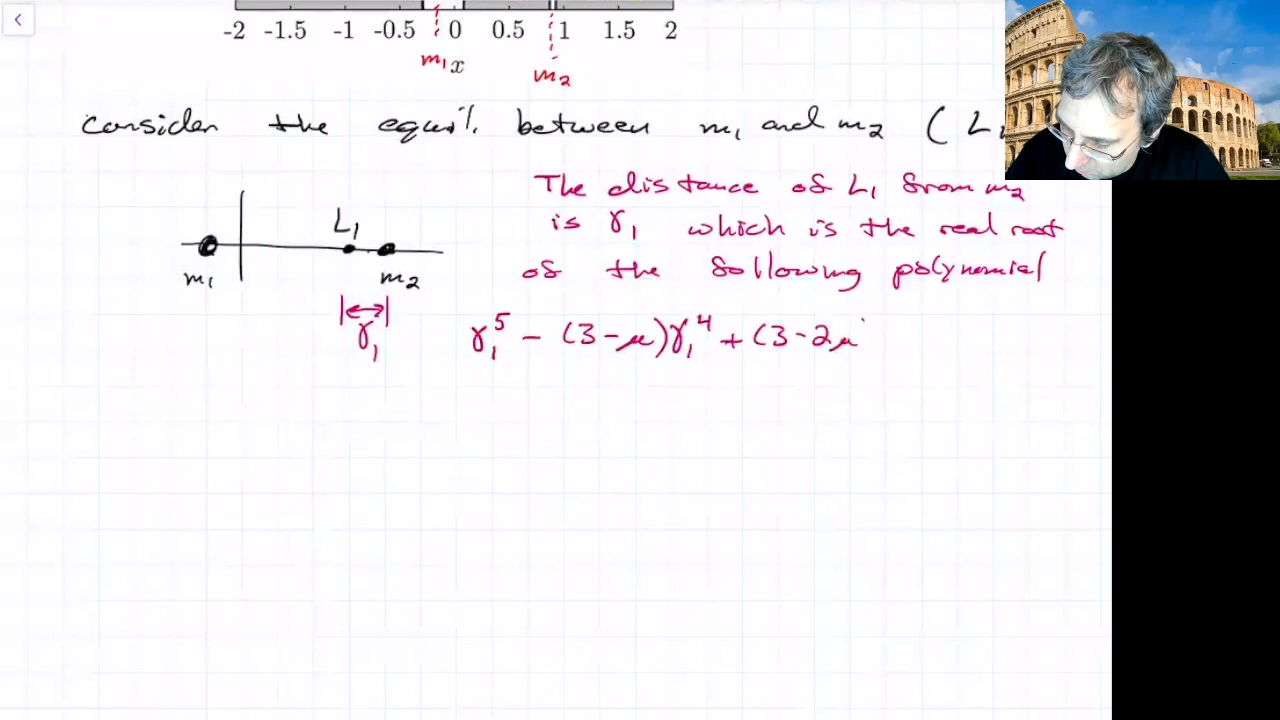 -2 -1.5 -1 -0.5 0 0.5 1 1.5 2
m₁ x m₂
consider the equil. between m₁ and m₂ ( L
L₁
m₁ m₂
γ₁
The distance of L₁ from m₂
is γ₁ which is the real root
of the following polynomial
γ₁⁵ - (3-μ)γ₁⁴ + (3-2μ